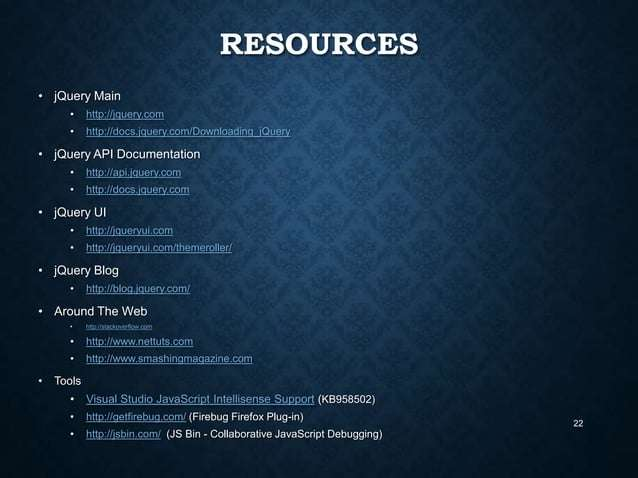 RESOURCES
• jQuery Main
• http://jquery.com
• http://docs.jquery.com/Downloading_jQuery
• jQuery API Documentation
• http://api.jquery.com
• http://docs.jquery.com
• jQuery UI
• http://jqueryui.com
• http://jqueryui.com/themeroller/
• jQuery Blog
• http://blog.jquery.com/
• Around The Web
• http://stackoverflow.com
• http://www.nettuts.com
• http://www.smashingmagazine.com
• Tools
• Visual Studio JavaScript Intellisense Support (KB958502)
• http://getfirebug.com/ (Firebug Firefox Plug-in)
• http://jsbin.com/ (JS Bin - Collaborative JavaScript Debugging)
22